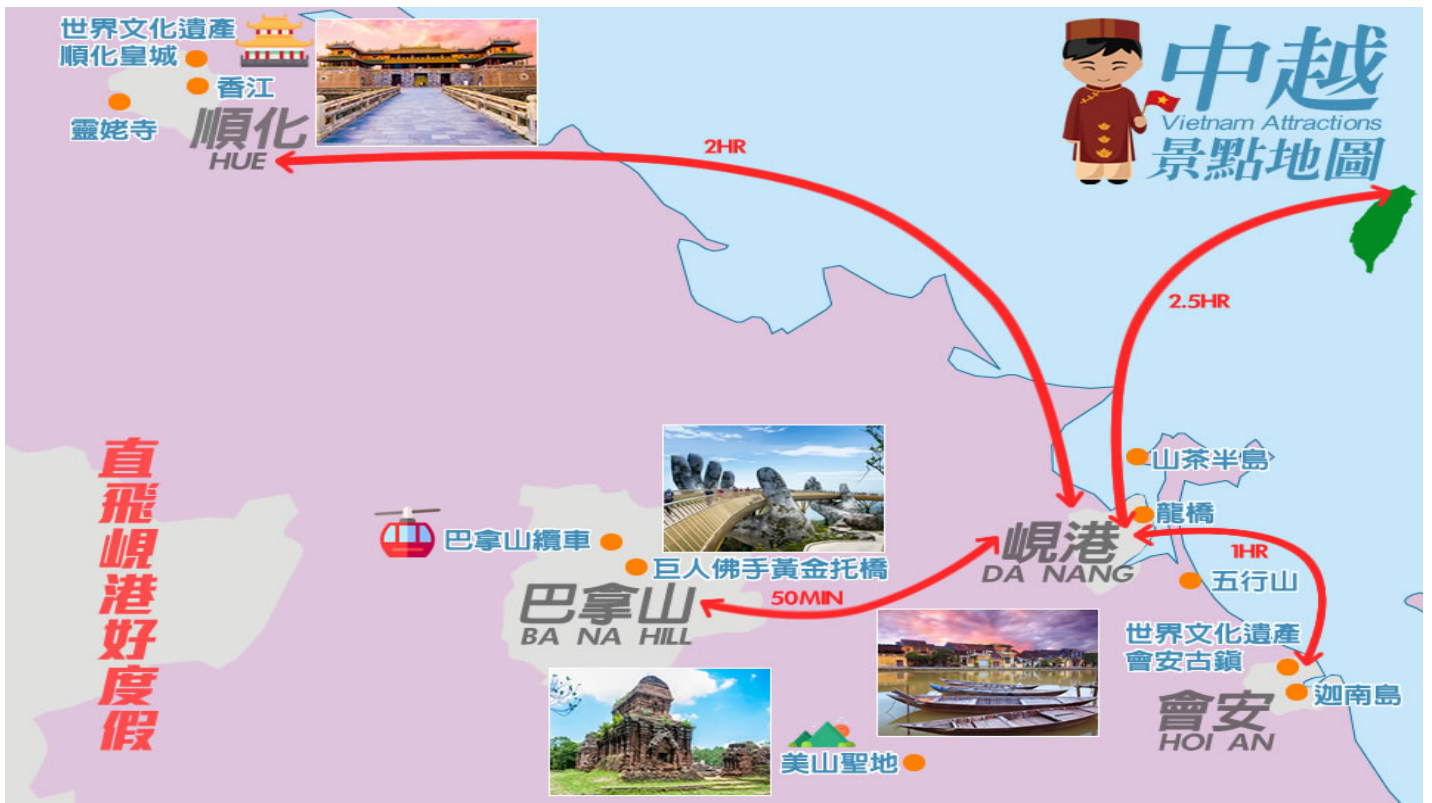 世界文化遺產
順化皇城
香江
靈姥寺
順化
HUE
中越
Vietnam Attractions
景點地圖
2HR
2.5HR
直飛峴港好度假
巴拿山纜車
巨人佛手黃金托橋
巴拿山
BA NA HILL
50MIN
山茶半島
龍橋
峴港
DA NANG
1HR
五行山
世界文化遺產
會安古鎮
迦南島
會安
HOI AN
美山聖地